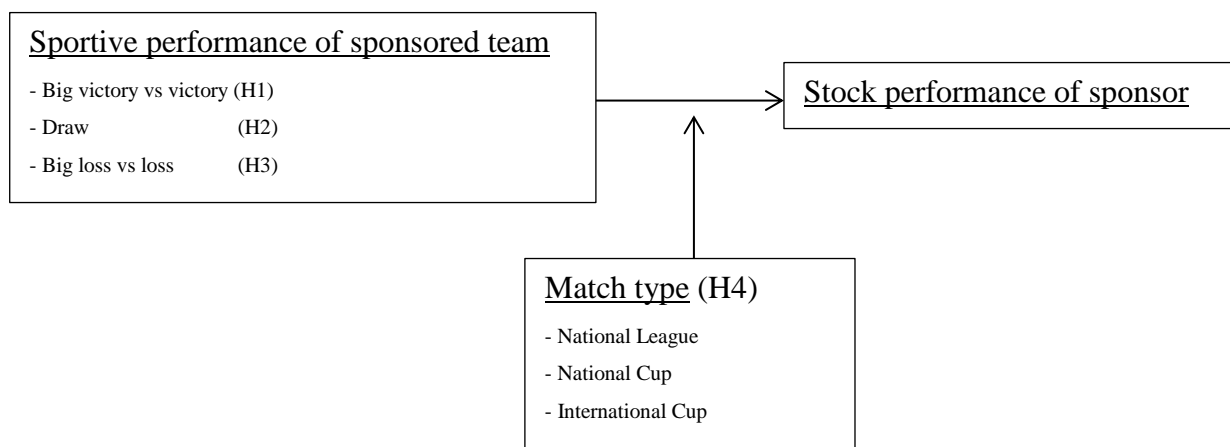 Sportive performance of sponsored team
- Big victory vs victory (H1)
- Draw (H2)
- Big loss vs loss (H3)
Stock performance of sponsor
Match type (H4)
- National League
- National Cup
- International Cup